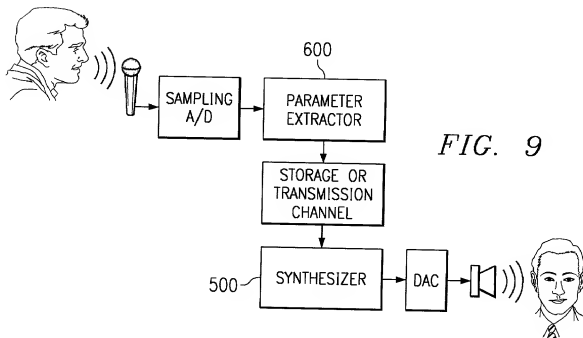 600
SAMPLING
A/D
PARAMETER
EXTRACTOR
FIG. 9
STORAGE OR
TRANSMISSION
CHANNEL
500
SYNTHESIZER
DAC